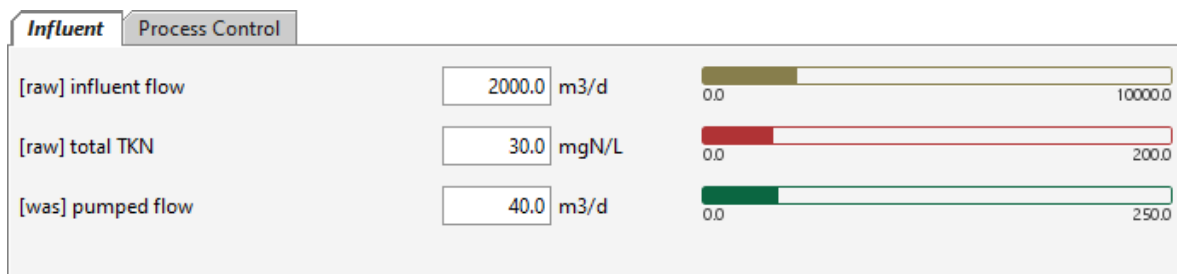 Influent Process Control
[raw] influent flow 2000.0 m3/d 0.0 10000.0
[raw] total TKN 30.0 mgN/L 0.0 200.0
[was] pumped flow 40.0 m3/d 0.0 250.0